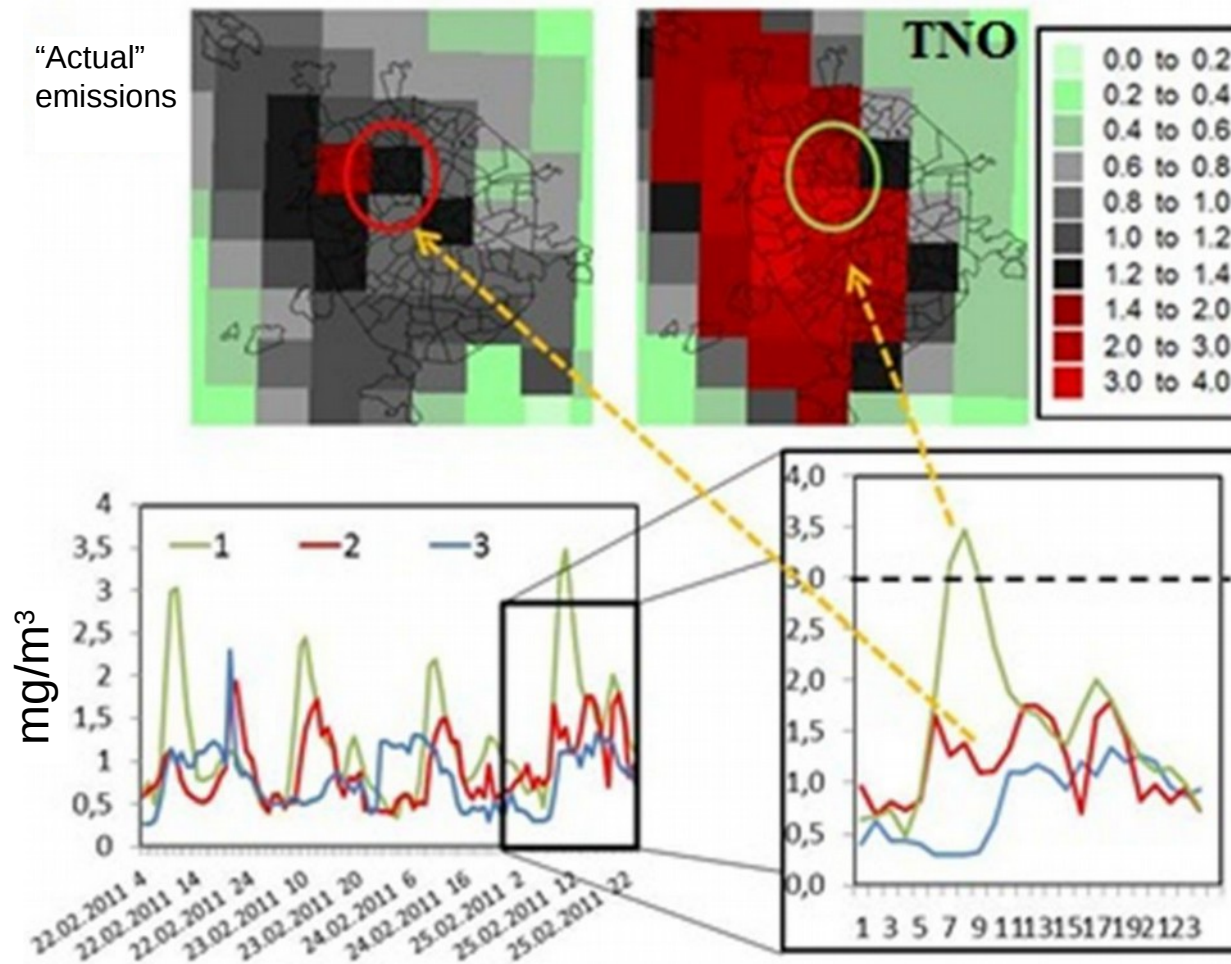 “Actual”
emissions
TNO
0.0 to 0.2
0.2 to 0.4
0.4 to 0.6
0.6 to 0.8
0.8 to 1.0
1.0 to 1.2
1.2 to 1.4
1.4 to 2.0
2.0 to 3.0
3.0 to 4.0
mg/m³
4
3,5
3
2,5
2
1,5
1
0,5
0
1 2 3
22.02.2011 4
22.02.2011 14
22.02.2011 24
23.02.2011 10
23.02.2011 20
24.02.2011 6
24.02.2011 16
25.02.2011 2
25.02.2011 12
25.02.2011 22
4,0
3,5
3,0
2,5
2,0
1,5
1,0
0,5
0,0
1 3 5 7 9 11 13 15 17 19 21 23